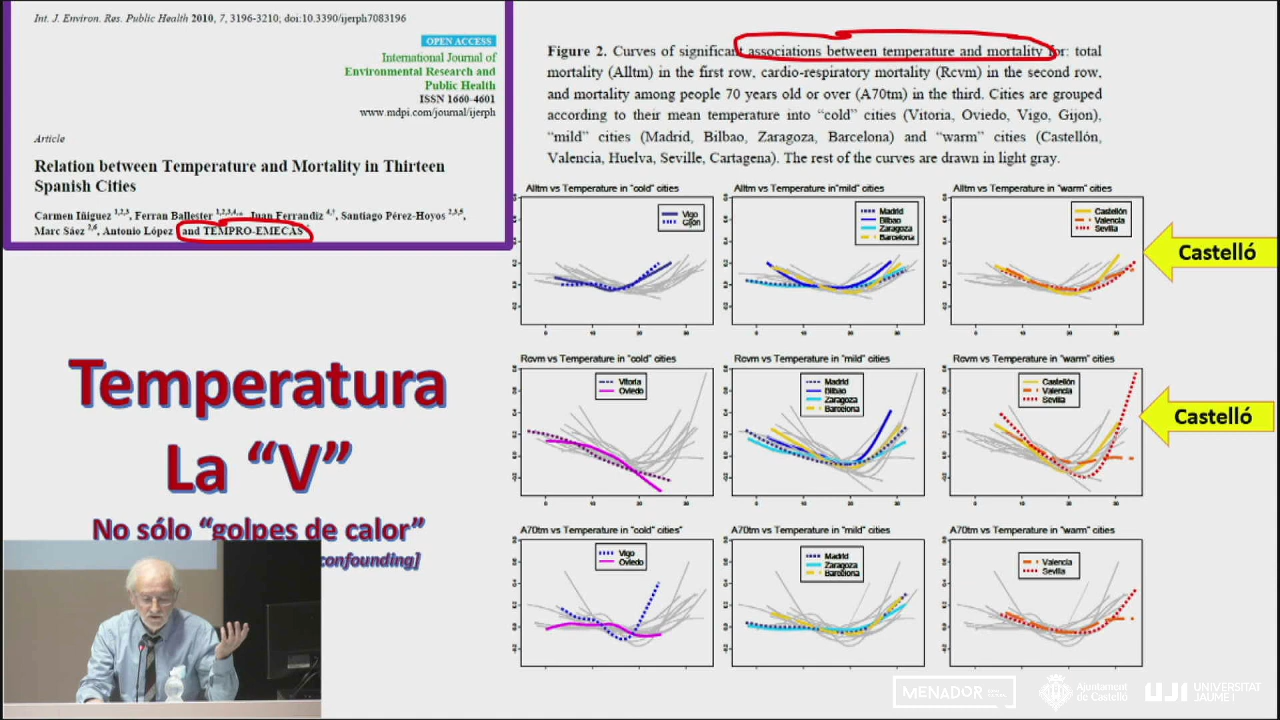 Int. J. Environ. Res. Public Health 2010, 7, 3196-3210; doi:10.3390/ijerph7083196
OPEN ACCESS
International Journal of
Environmental Research and
Public Health
ISSN 1660-4601
www.mdpi.com/journal/ijerph
Article
Relation between Temperature and Mortality in Thirteen
Spanish Cities
Carmen Iñiguez 1,2,3, Ferran Ballester 1,2,3,4,*, Juan Ferrandiz 4,†, Santiago Pérez-Hoyos 2,3,5,
Marc Sáez 2,6, Antonio López and TEMPRO-EMECAS
Temperatura
La “V”
No sólo “golpes de calor”
confounding]
Figure 2. Curves of significant associations between temperature and mortality for: total
mortality (Alltm) in the first row, cardio-respiratory mortality (Rcvm) in the second row,
and mortality among people 70 years old or over (A70tm) in the third. Cities are grouped
according to their mean temperature into “cold” cities (Vitoria, Oviedo, Vigo, Gijon),
“mild” cities (Madrid, Bilbao, Zaragoza, Barcelona) and “warm” cities (Castellón,
Valencia, Huelva, Seville, Cartagena). The rest of the curves are drawn in light gray.
Alltm vs Temperature in "cold" cities
Vigo
Gijon
Alltm vs Temperature in"mild" cities
Madrid
Bilbao
Zaragoza
Barcelona
Alltm vs Temperature in "warm" cities
Castellón
Valencia
Sevilla
Castelló
Rcvm vs Temperature in "cold" cities
Vitoria
Oviedo
Rcvm vs Temperature in "mild" cities
Madrid
Bilbao
Zaragoza
Barcelona
Rcvm vs Temperature in "warm" cities
Castellón
Valencia
Sevilla
Castelló
A70tm vs Temperature in "cold" cities"
Vigo
Oviedo
A70tm vs Temperature in "mild" cities
Madrid
Zaragoza
Barcelona
A70tm vs Temperature in "warm" cities
Valencia
Sevilla
MENADOR
Ajuntament
de Castelló
UJI UNIVERSITAT
JAUME I